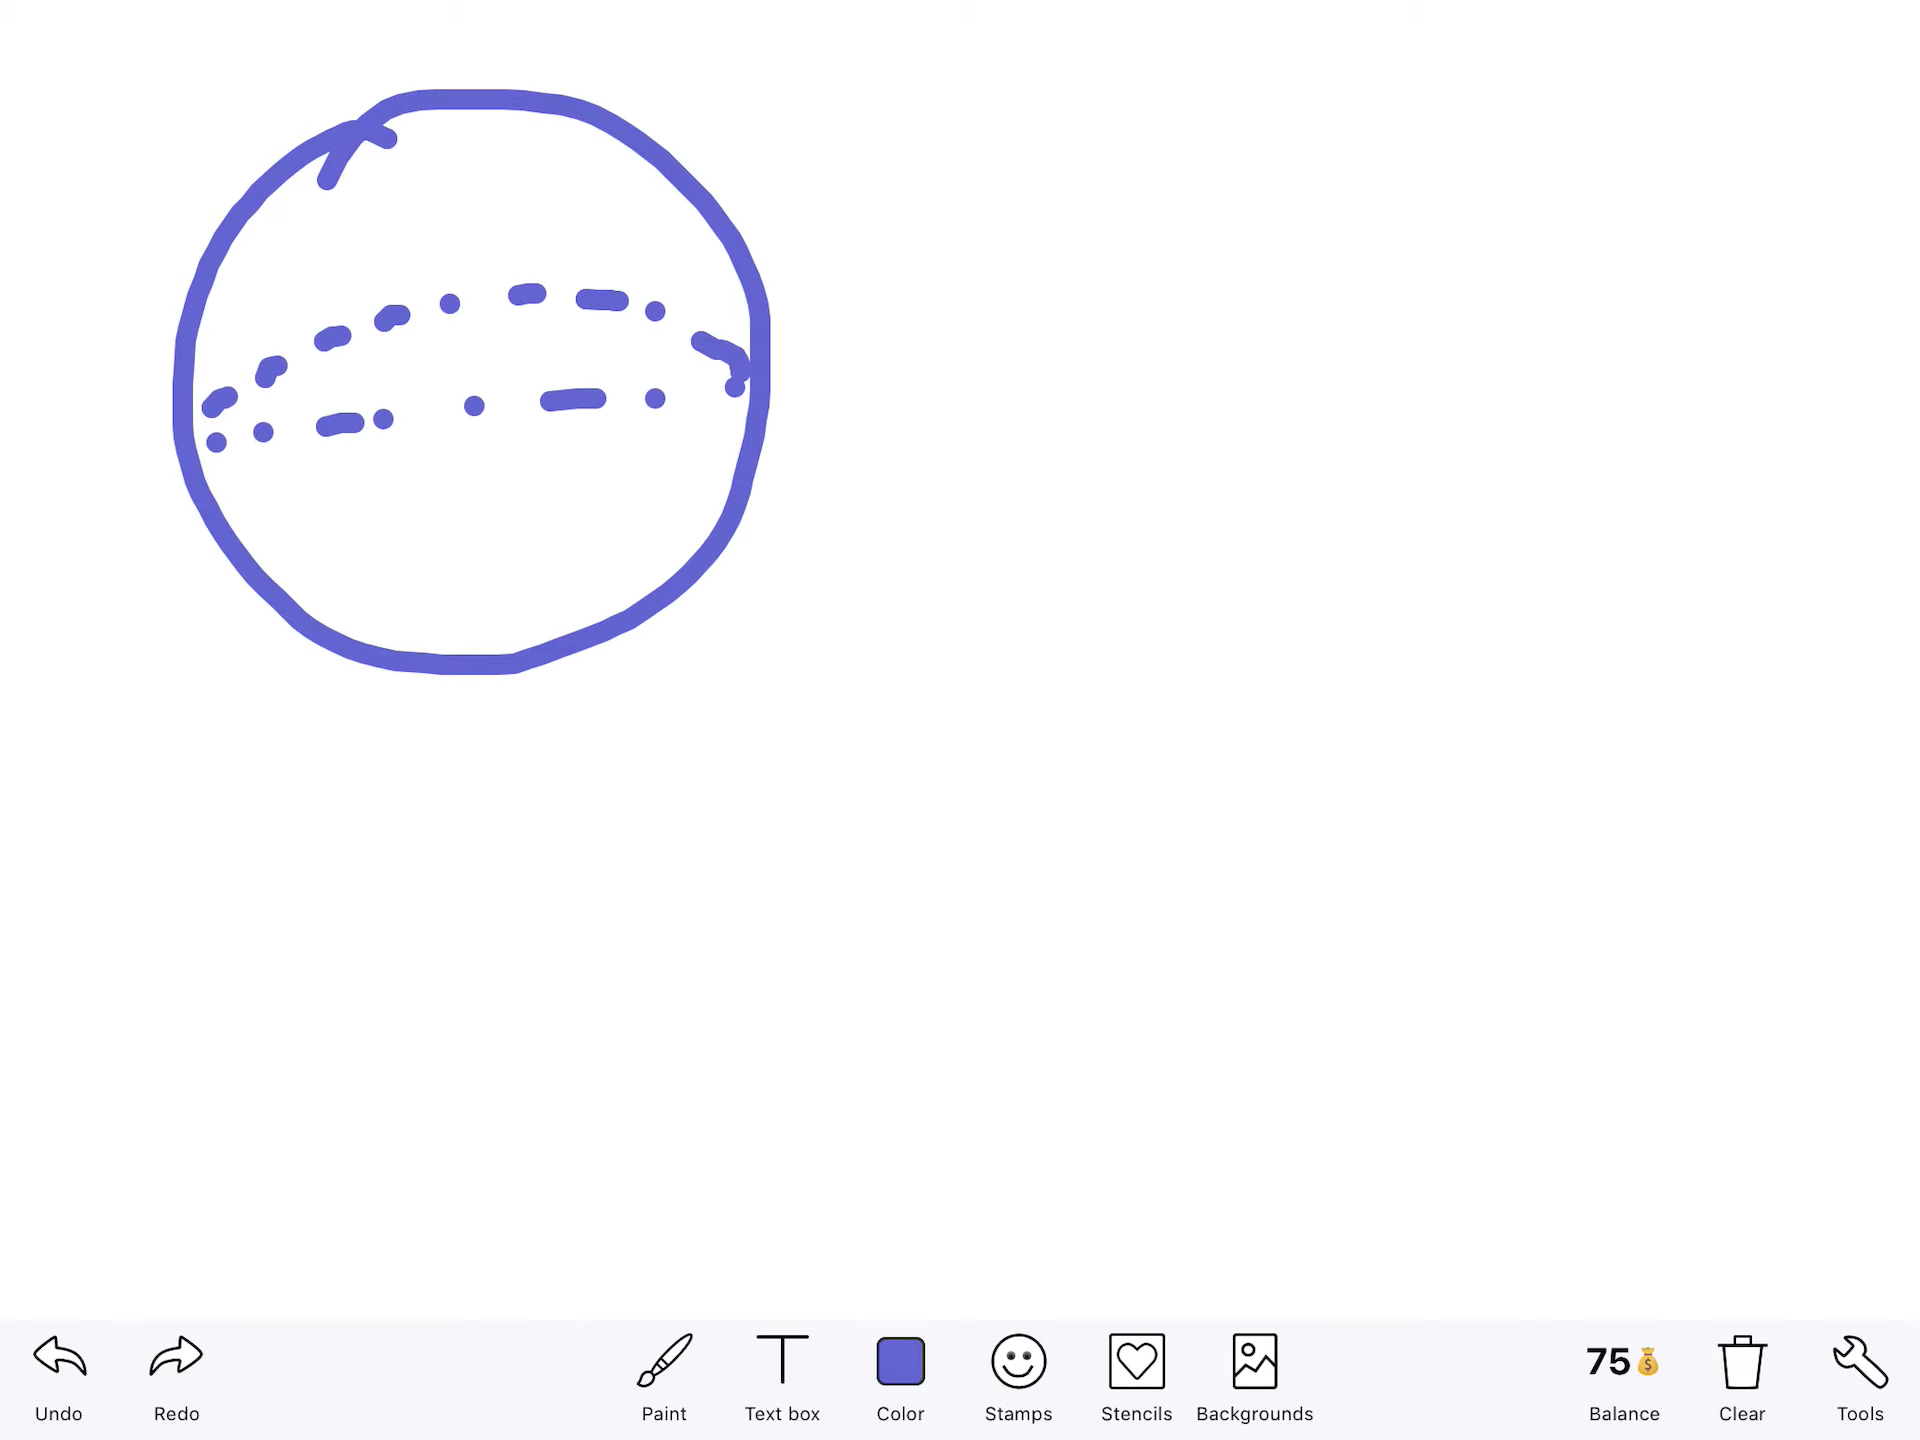 75
Undo
Redo
Paint
Text box
Color
Stamps
Stencils
Backgrounds
Balance
Clear
Tools